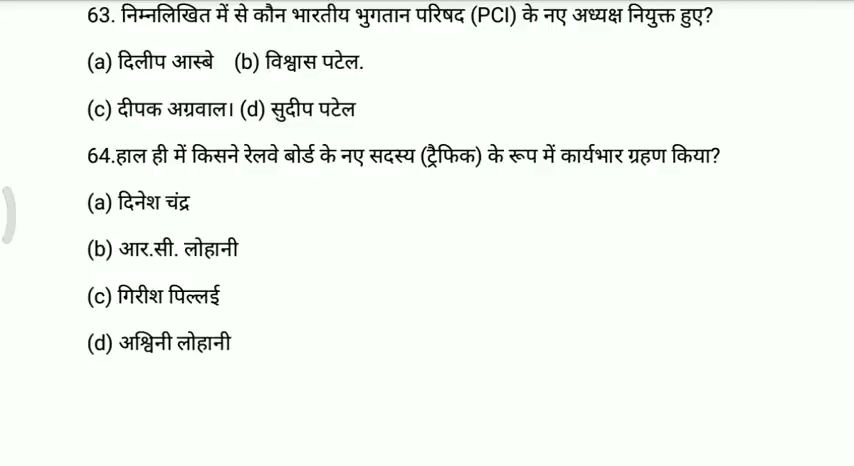 63. निम्नलिखित में से कौन भारतीय भुगतान परिषद (PCI) के नए अध्यक्ष नियुक्त हुए?
(a) दिलीप आस्बे (b) विश्वास पटेल.
(c) दीपक अग्रवाल। (d) सुदीप पटेल
64.हाल ही में किसने रेलवे बोर्ड के नए सदस्य (ट्रैफिक) के रूप में कार्यभार ग्रहण किया?
(a) दिनेश चंद्र
(b) आर.सी. लोहानी
(c) गिरीश पिल्लई
(d) अश्विनी लोहानी